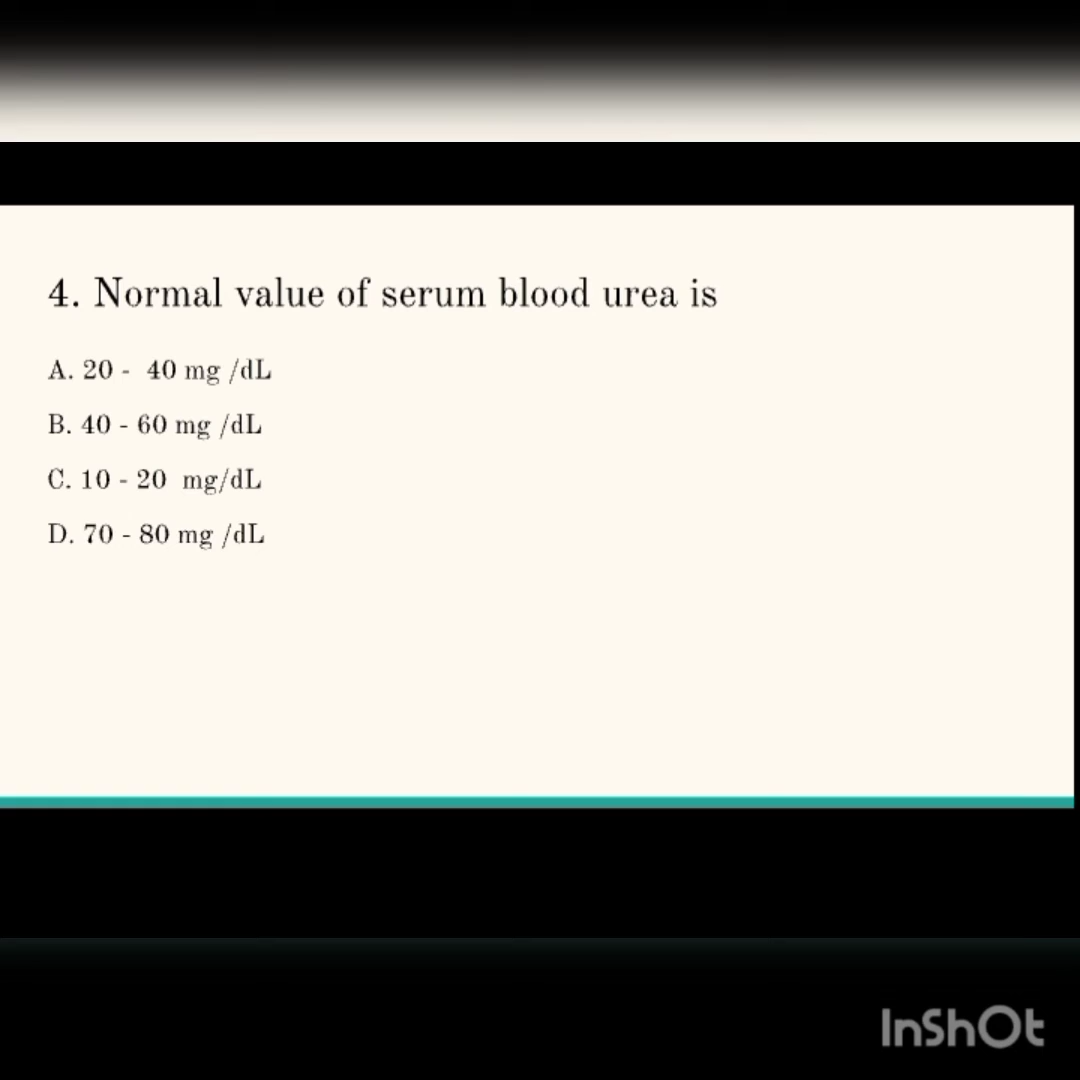 4. Normal value of serum blood urea is
A. 20 - 40 mg /dL
B. 40 - 60 mg /dL
C. 10 - 20 mg/dL
D. 70 - 80 mg /dL
InShOt